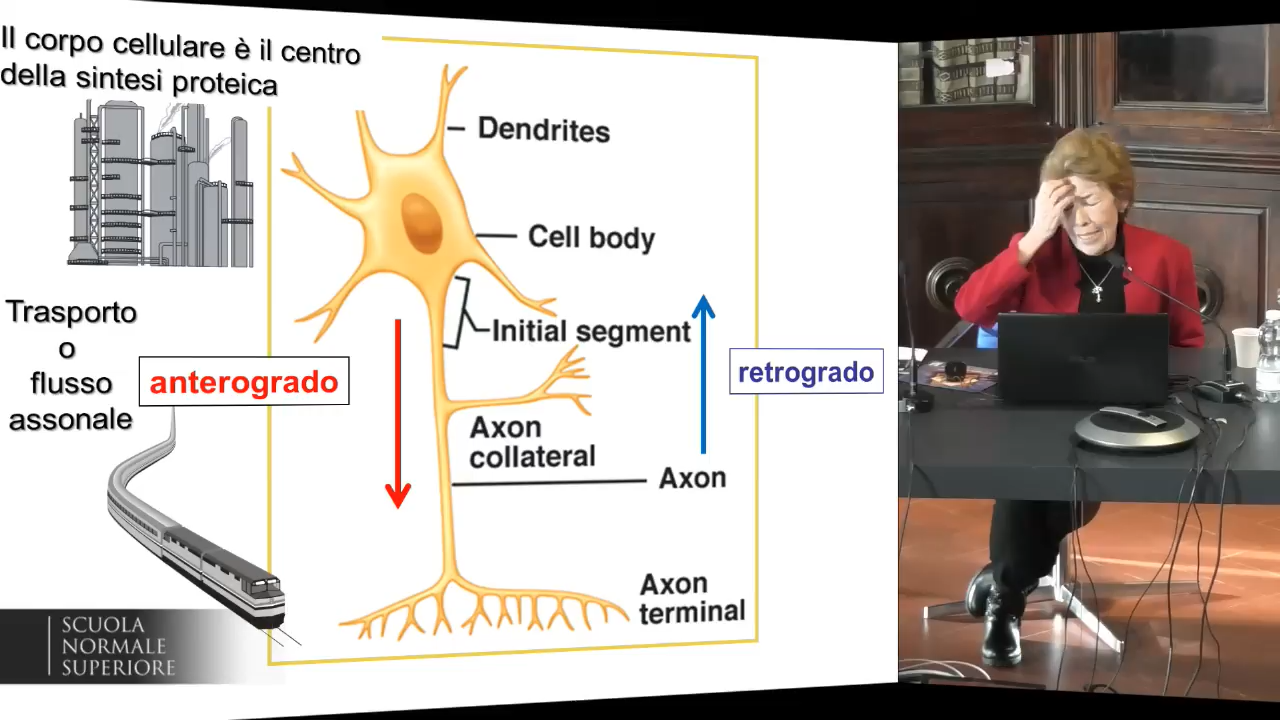 Il corpo cellulare è il centro
della sintesi proteica
Dendrites
Cell body
Initial segment
Trasporto
o
flusso
assonale
anterogrado
retrogrado
Axon
collateral
Axon
Axon
terminal
SCUOLA
NORMALE
SUPERIORE